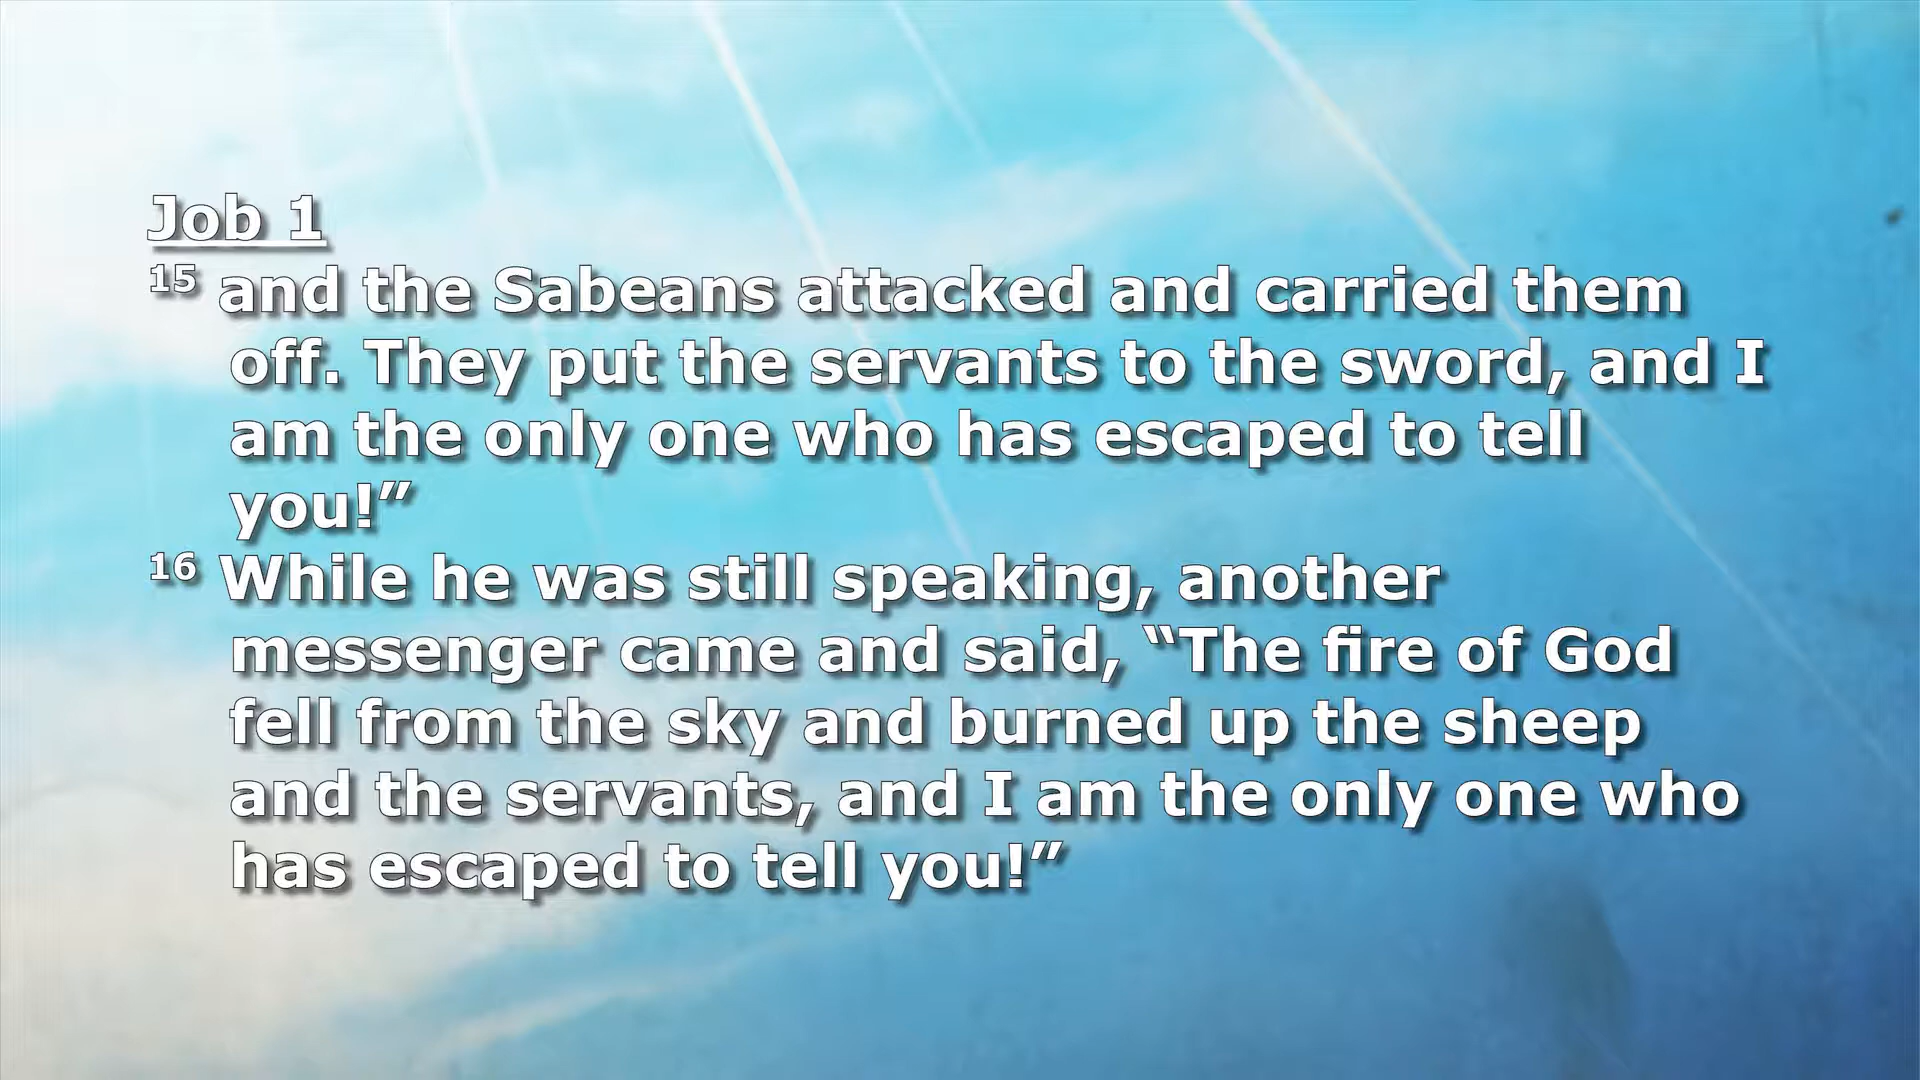 Job 1
15 and the Sabeans attacked and carried them
off. They put the servants to the sword, and I
am the only one who has escaped to tell
you!”
16 While he was still speaking, another
messenger came and said, “The fire of God
fell from the sky and burned up the sheep
and the servants, and I am the only one who
has escaped to tell you!”